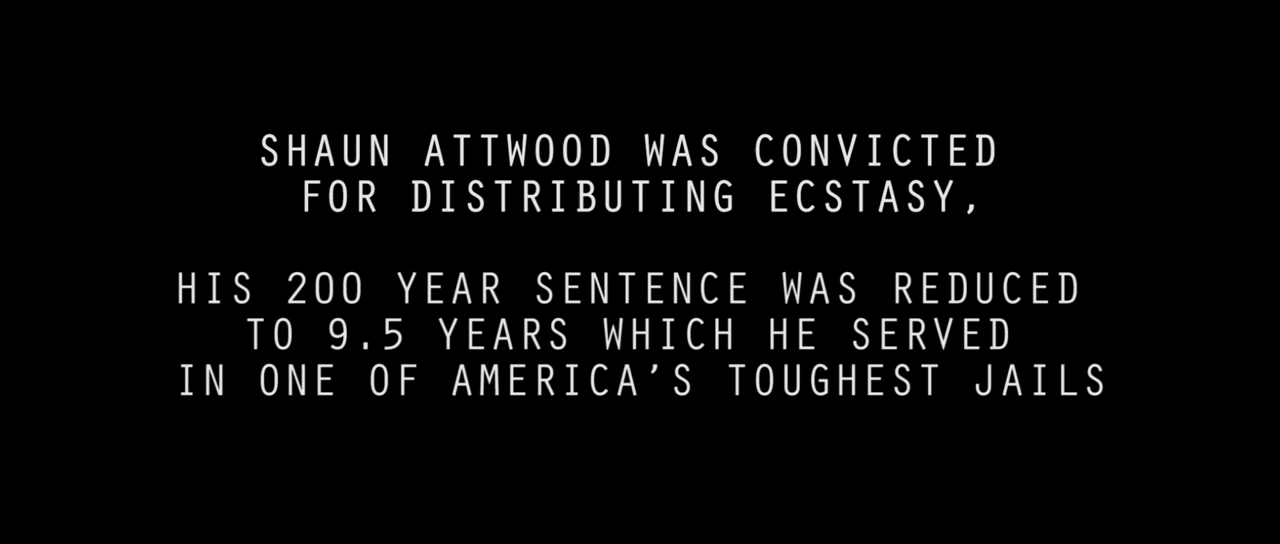 SHAUN ATTWOOD WAS CONVICTED
FOR DISTRIBUTING ECSTASY,
HIS 200 YEAR SENTENCE WAS REDUCED
TO 9.5 YEARS WHICH HE SERVED
IN ONE OF AMERICA'S TOUGHEST JAILS